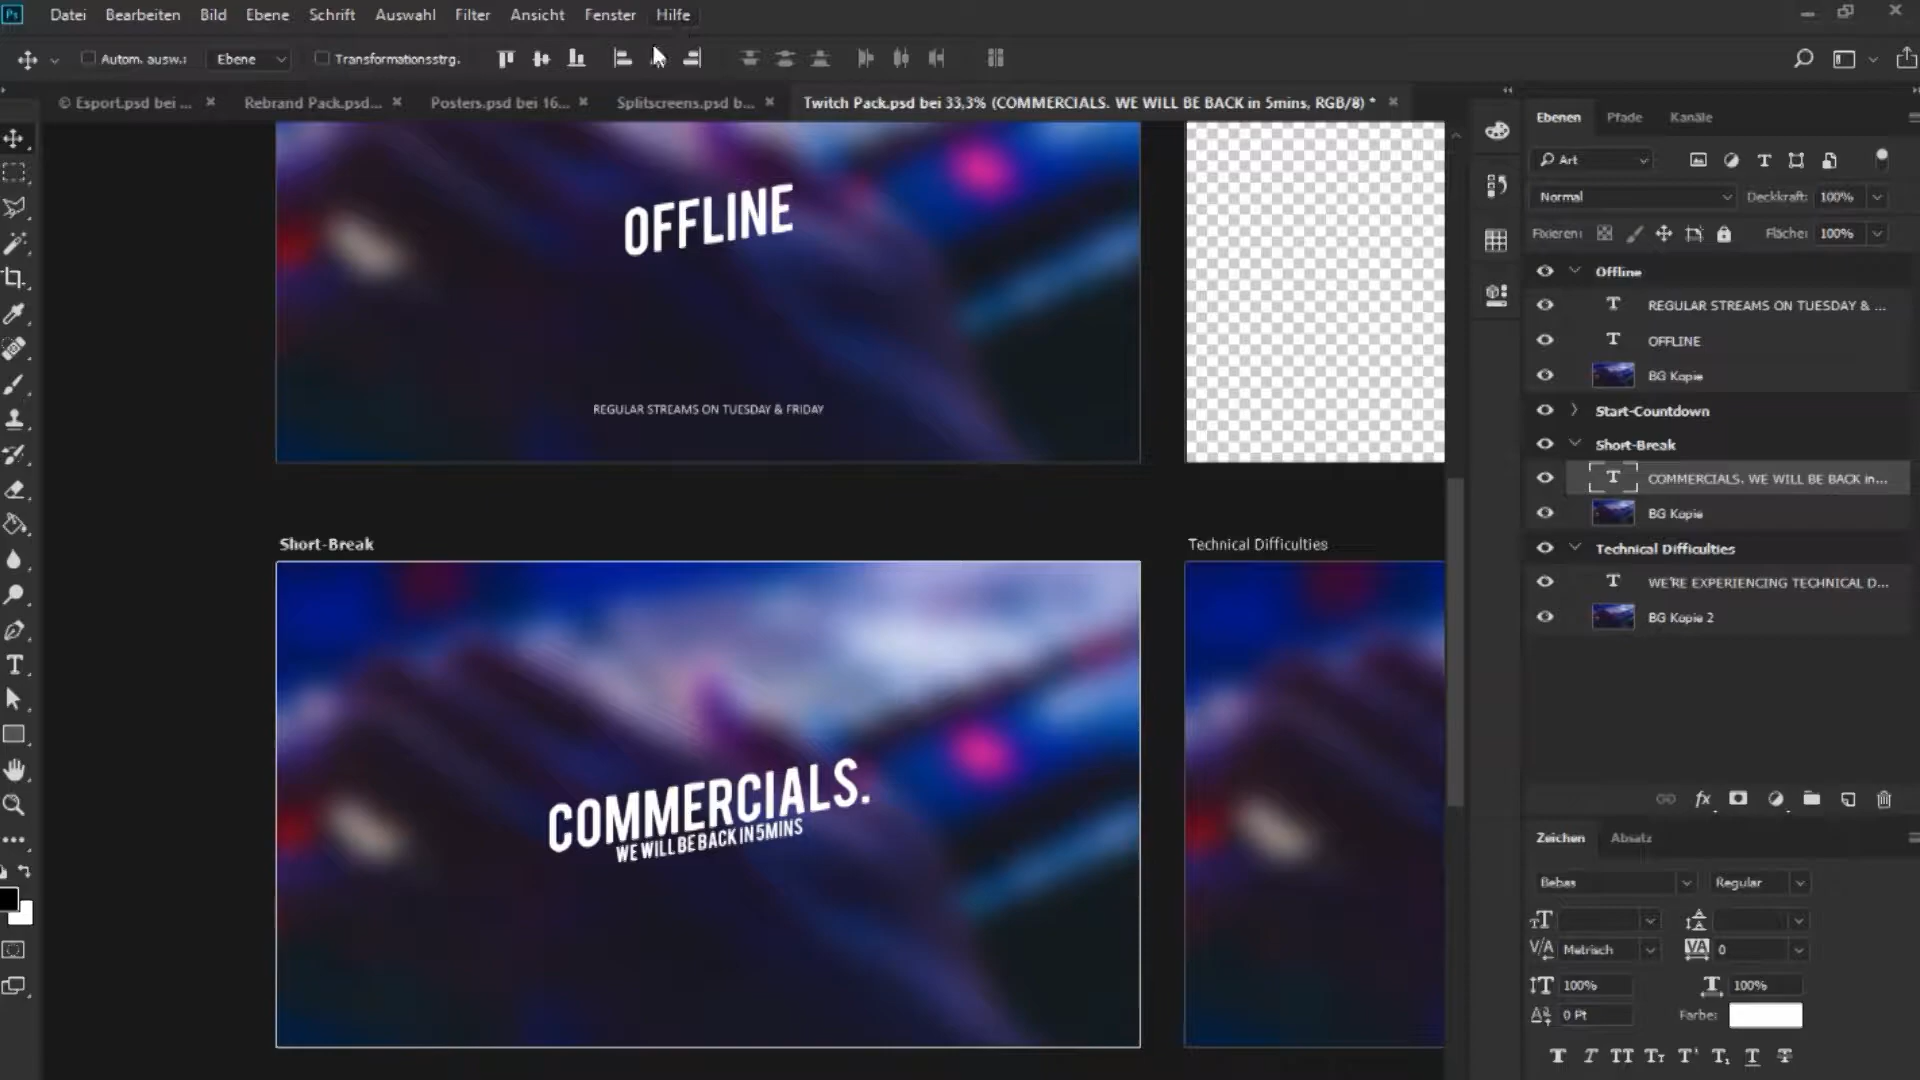 Ps Datei Bearbeiten Bild Ebene Schrift Auswahl Filter Ansicht Fenster Hilfe
Autom. ausw.: Ebene Transformationsstrg.
© Esport.psd bei ... × Rebrand Pack.psd... × Posters.psd bei 16... × Splitscreens.psd b... × Twitch Pack.psd bei 33,3% (COMMERCIALS. WE WILL BE BACK in 5mins, RGB/8) * ×
Ebenen Pfade Kanäle
Art
Normal Deckkraft: 100%
Fixieren: Fläche: 100%
Offline
REGULAR STREAMS ON TUESDAY & ...
OFFLINE
BG Kopie
Start-Countdown
Short-Break
COMMERCIALS. WE WILL BE BACK in...
BG Kopie
Technical Difficulties
WE'RE EXPERIENCING TECHNICAL D...
BG Kopie 2
OFFLINE
REGULAR STREAMS ON TUESDAY & FRIDAY
Short-Break
Technical Difficulties
COMMERCIALS.
WE WILL BE BACK IN 5MINS
Zeichen Absatz
Bebas Regular
Metrisch 0
100% 100%
0 Pt Farbe: